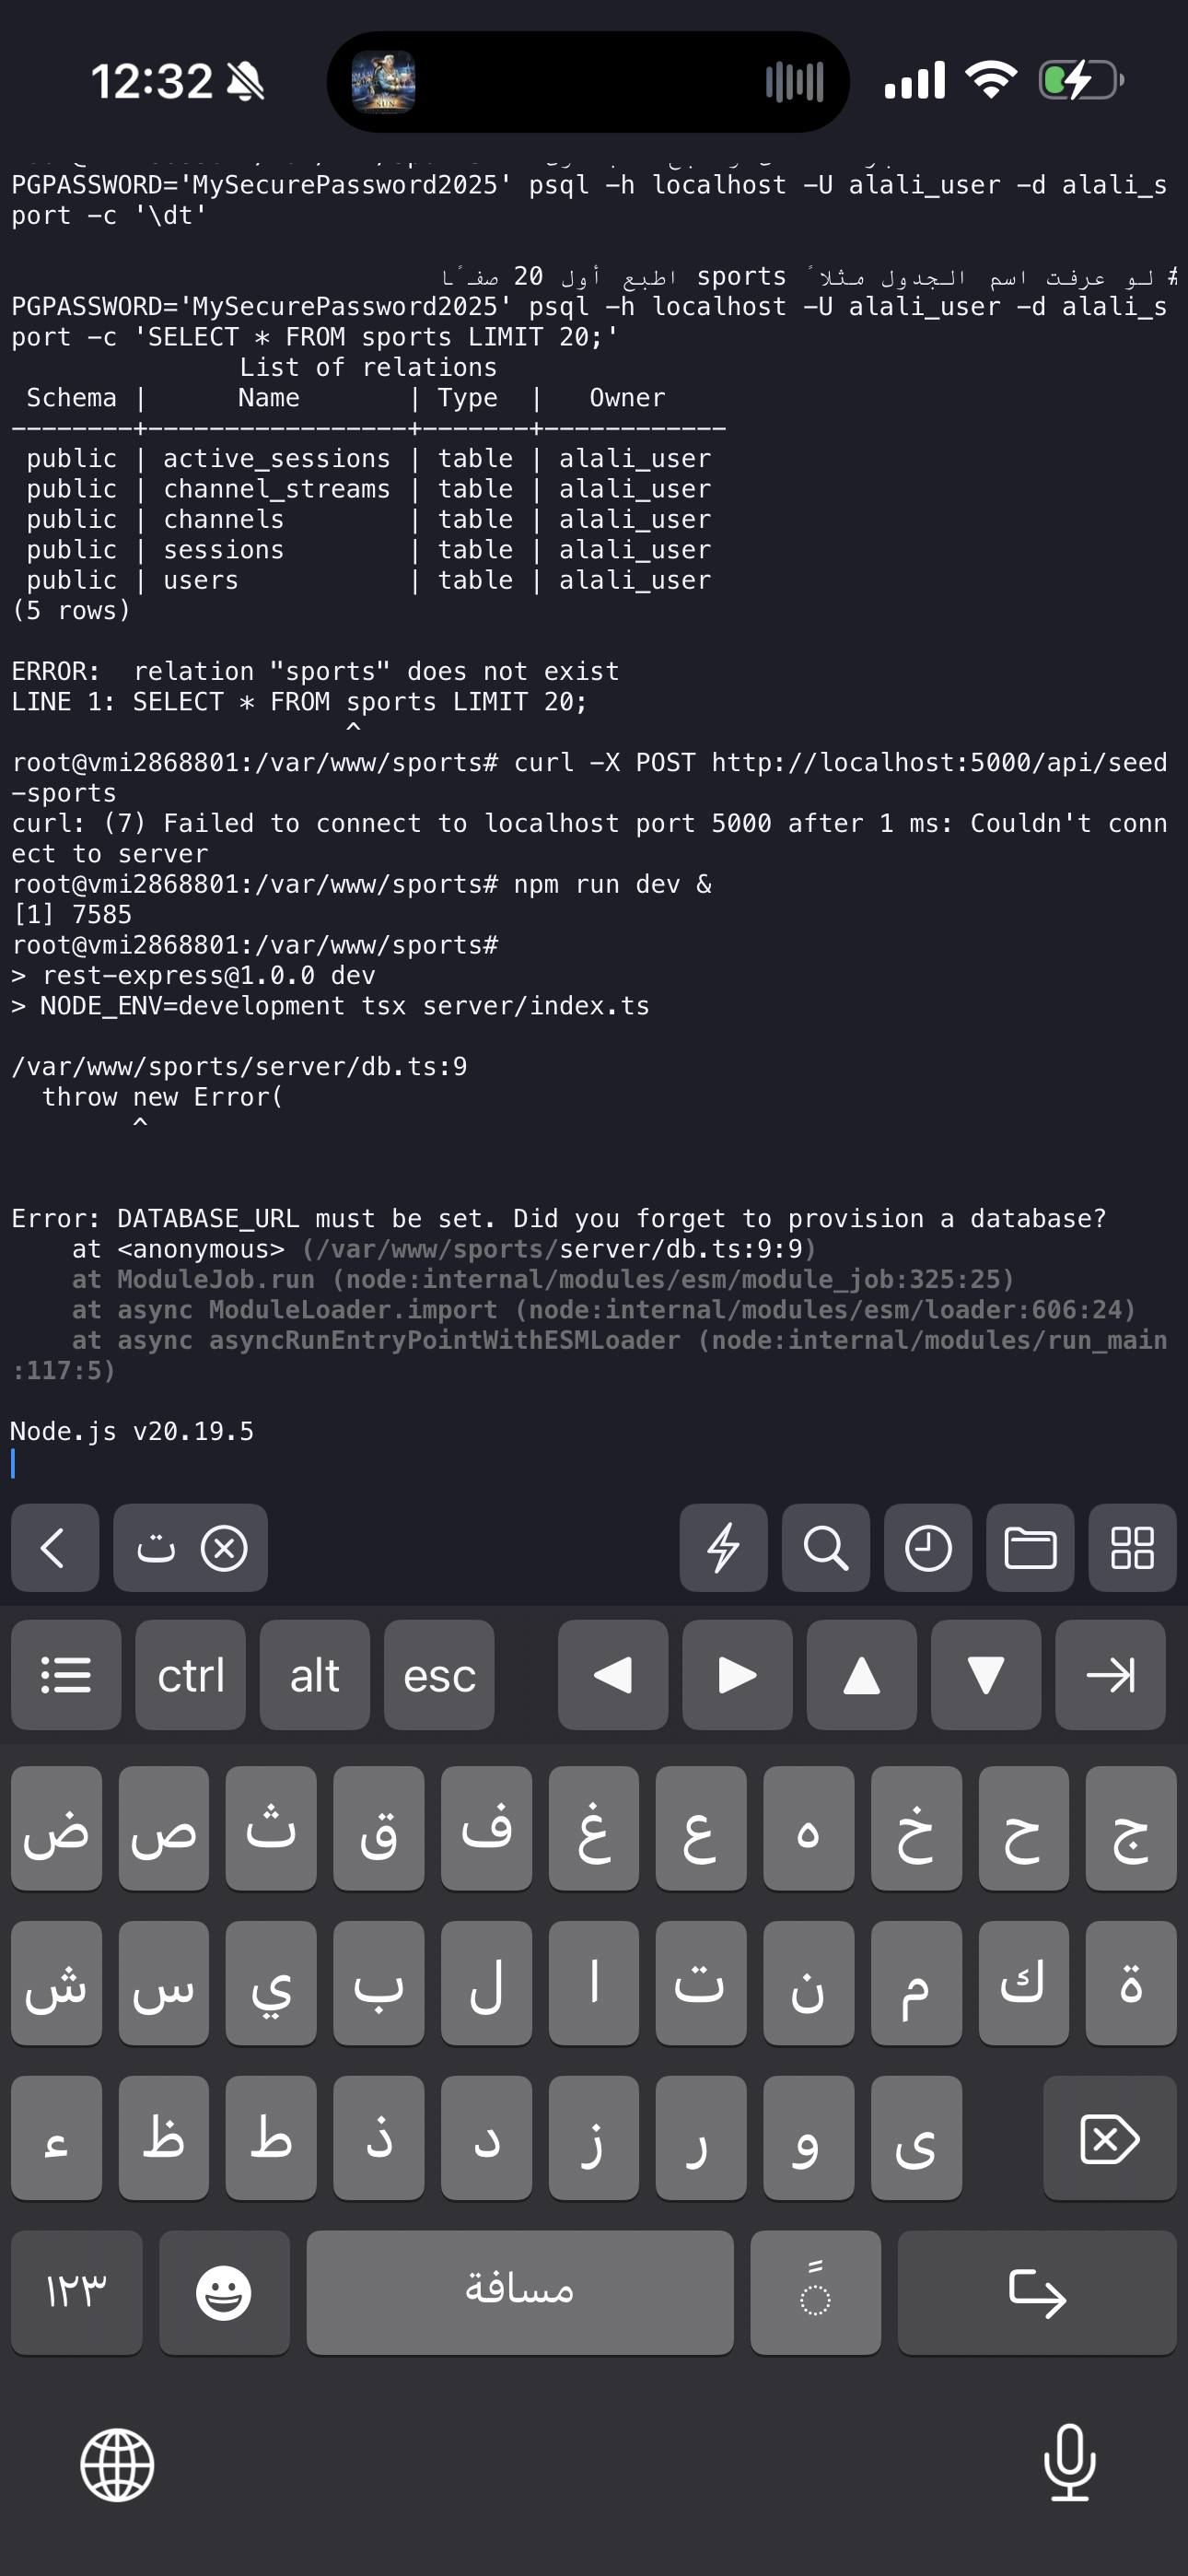 12:32
PGPASSWORD='MySecurePassword2025' psql -h localhost -U alali_user -d alali_s
port -c '\dt'
# لو عرفت اسم الجدول مثلاً sports اطبع أول 20 صفًا
PGPASSWORD='MySecurePassword2025' psql -h localhost -U alali_user -d alali_s
port -c 'SELECT * FROM sports LIMIT 20;'
List of relations
Schema | Name | Type | Owner
--------+-----------------+-------+------------
public | active_sessions | table | alali_user
public | channel_streams | table | alali_user
public | channels | table | alali_user
public | sessions | table | alali_user
public | users | table | alali_user
(5 rows)
ERROR: relation "sports" does not exist
LINE 1: SELECT * FROM sports LIMIT 20;
^
root@vmi2868801:/var/www/sports# curl -X POST http://localhost:5000/api/seed
-sports
curl: (7) Failed to connect to localhost port 5000 after 1 ms: Couldn't conn
ect to server
root@vmi2868801:/var/www/sports# npm run dev &
[1] 7585
root@vmi2868801:/var/www/sports#
> rest-express@1.0.0 dev
> NODE_ENV=development tsx server/index.ts
/var/www/sports/server/db.ts:9
throw new Error(
^
Error: DATABASE_URL must be set. Did you forget to provision a database?
at <anonymous> (/var/www/sports/server/db.ts:9:9)
at ModuleJob.run (node:internal/modules/esm/module_job:325:25)
at async ModuleLoader.import (node:internal/modules/esm/loader:606:24)
at async asyncRunEntryPointWithESMLoader (node:internal/modules/run_main
:117:5)
Node.js v20.19.5
ت
ctrl alt esc
ض ص ث ق ف غ ع ه خ ح ج
ش س ي ب ل ا ت ن م ك ة
ء ظ ط ذ د ز ر و ى
١٢٣ مسافة